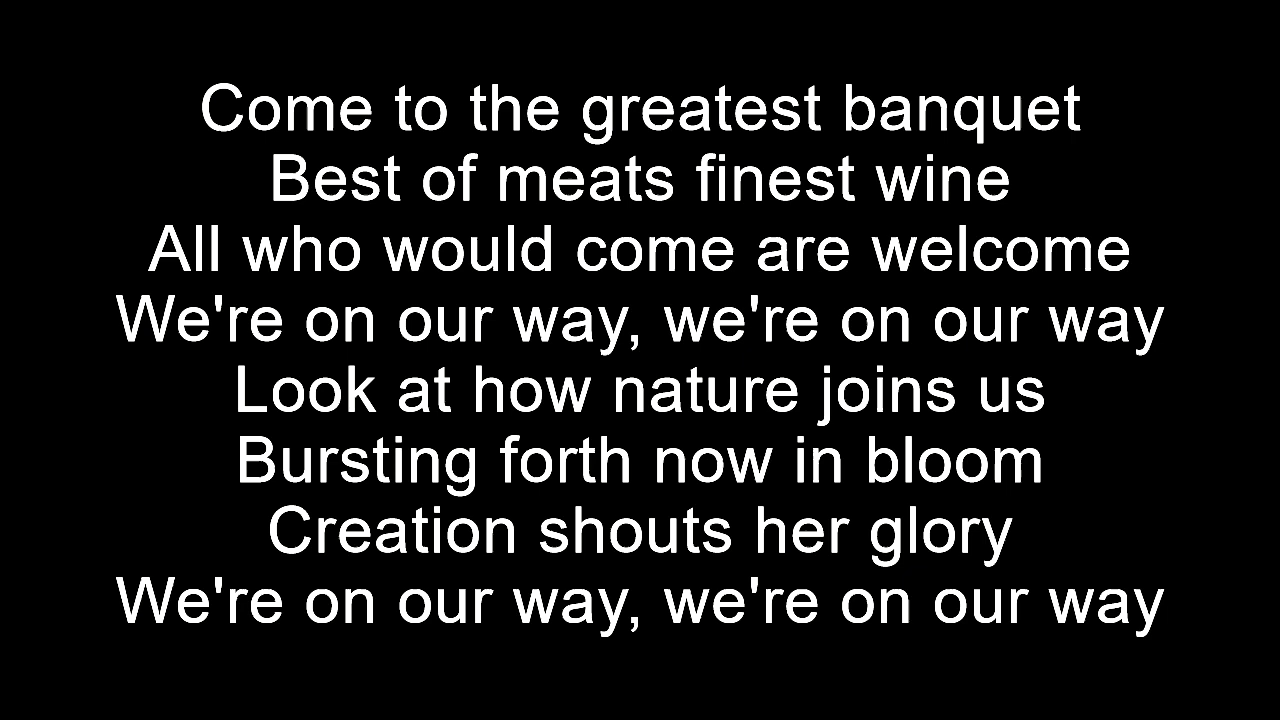 Come to the greatest banquet
Best of meats finest wine
All who would come are welcome
We're on our way, we're on our way
Look at how nature joins us
Bursting forth now in bloom
Creation shouts her glory
We're on our way, we're on our way